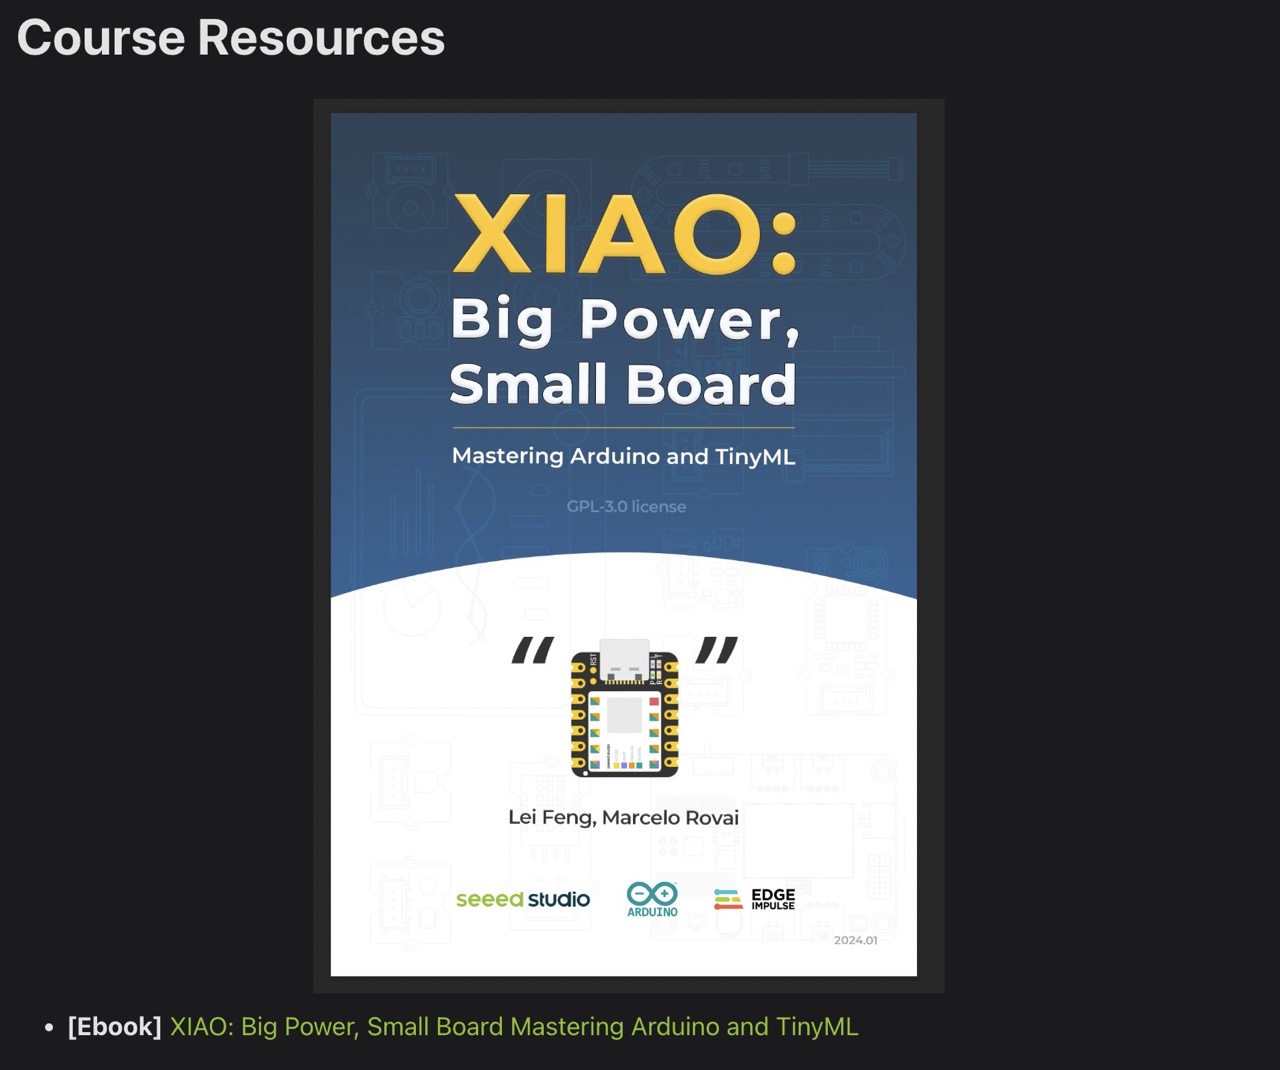 Course Resources
XIAO:
Big Power,
Small Board
Mastering Arduino and TinyML
GPL-3.0 license
“ ”
RST
Lei Feng, Marcelo Rovai
seeed studio
ARDUINO
EDGE
IMPULSE
2024.01
• [Ebook] XIAO: Big Power, Small Board Mastering Arduino and TinyML